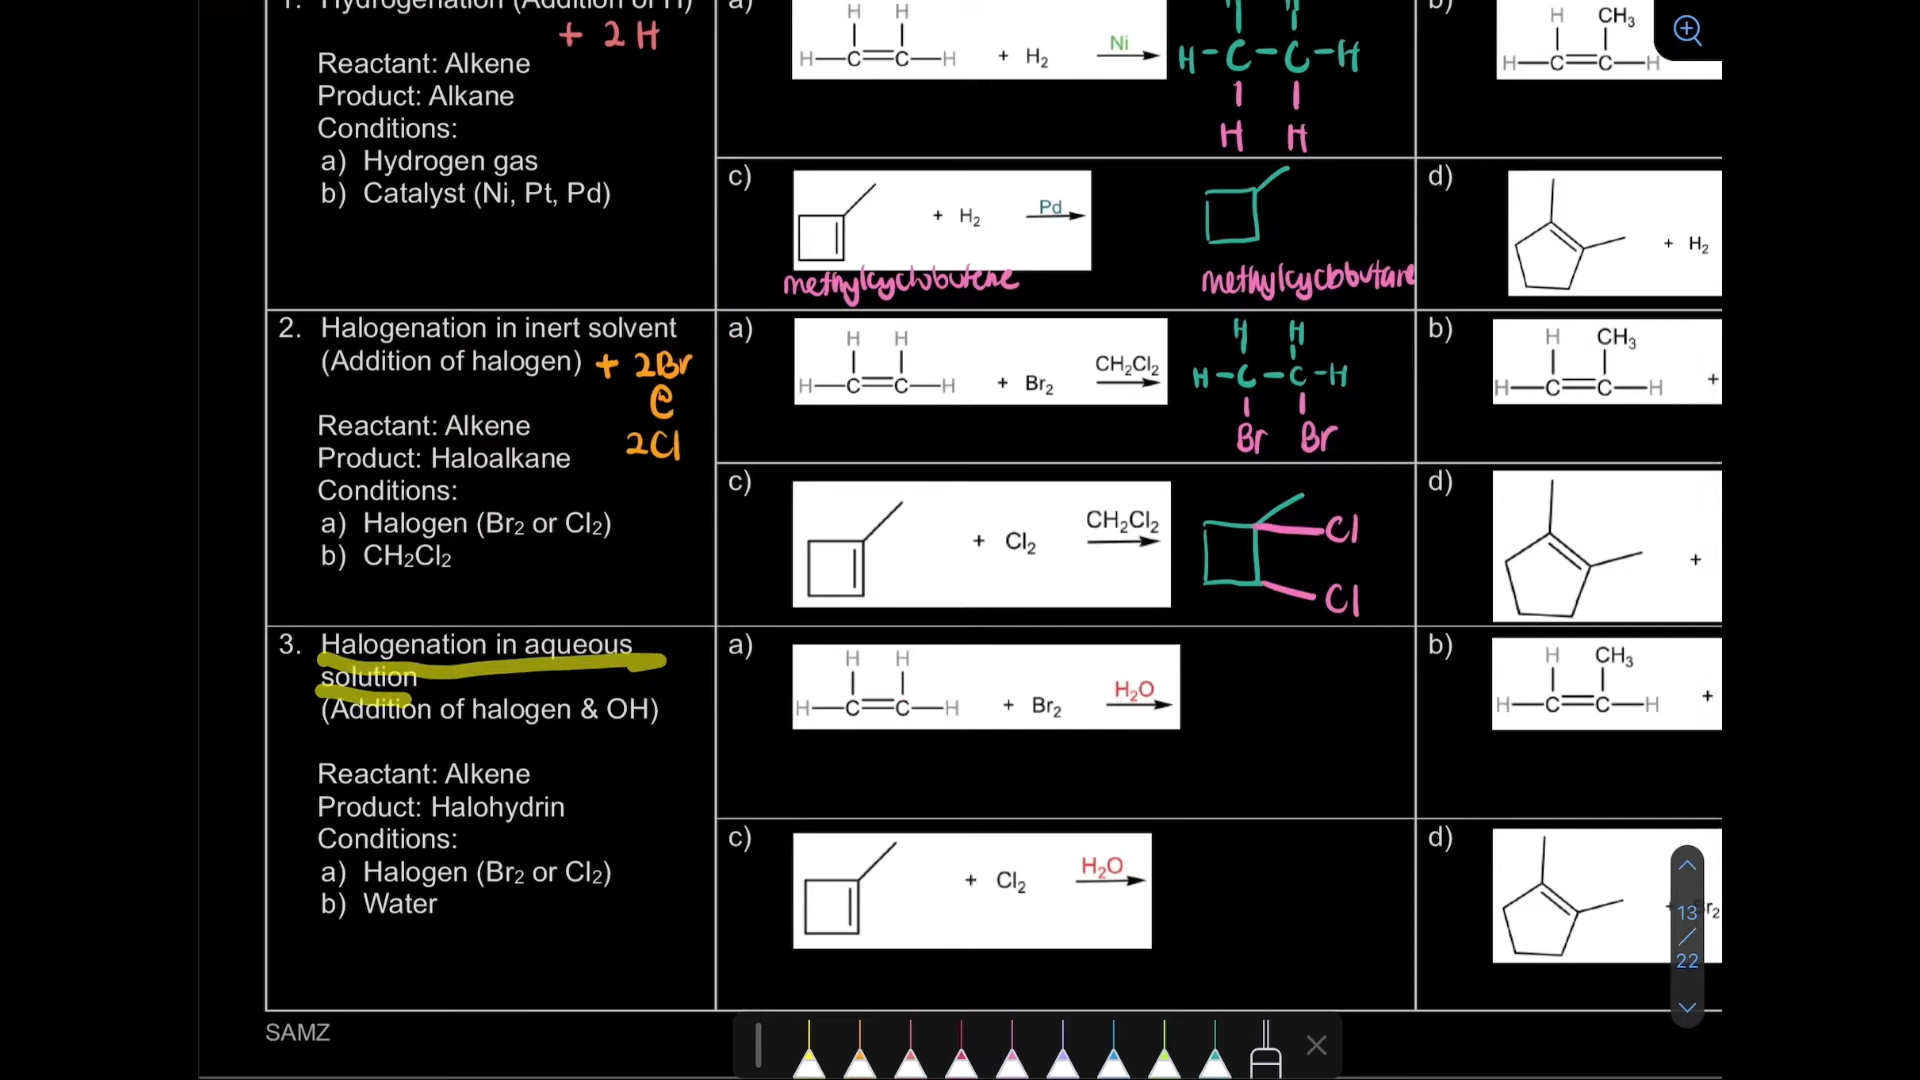 1. Hydrogenation (Addition of H)
+ 2H
Reactant: Alkene
Product: Alkane
Conditions:
a) Hydrogen gas
b) Catalyst (Ni, Pt, Pd)
a)
H H
H C C H + H₂ Ni
H-C-C-H
H H
b)
H CH₃
H C C H
c)
+ H₂ Pd
methylcyclobutene
methylcyclobutane
d)
+ H₂
2. Halogenation in inert solvent
(Addition of halogen) + 2Br
@
2Cl
Reactant: Alkene
Product: Haloalkane
Conditions:
a) Halogen (Br₂ or Cl₂)
b) CH₂Cl₂
a)
H H
H C C H + Br₂ CH₂Cl₂
H H
H-C-C-H
Br Br
b)
H CH₃
H C C H +
c)
+ Cl₂ CH₂Cl₂
Cl
Cl
d)
+
3. Halogenation in aqueous
solution
(Addition of halogen & OH)
Reactant: Alkene
Product: Halohydrin
Conditions:
a) Halogen (Br₂ or Cl₂)
b) Water
a)
H H
H C C H + Br₂ H₂O
b)
H CH₃
H C C H +
c)
+ Cl₂ H₂O
d)
13
/
22
SAMZ